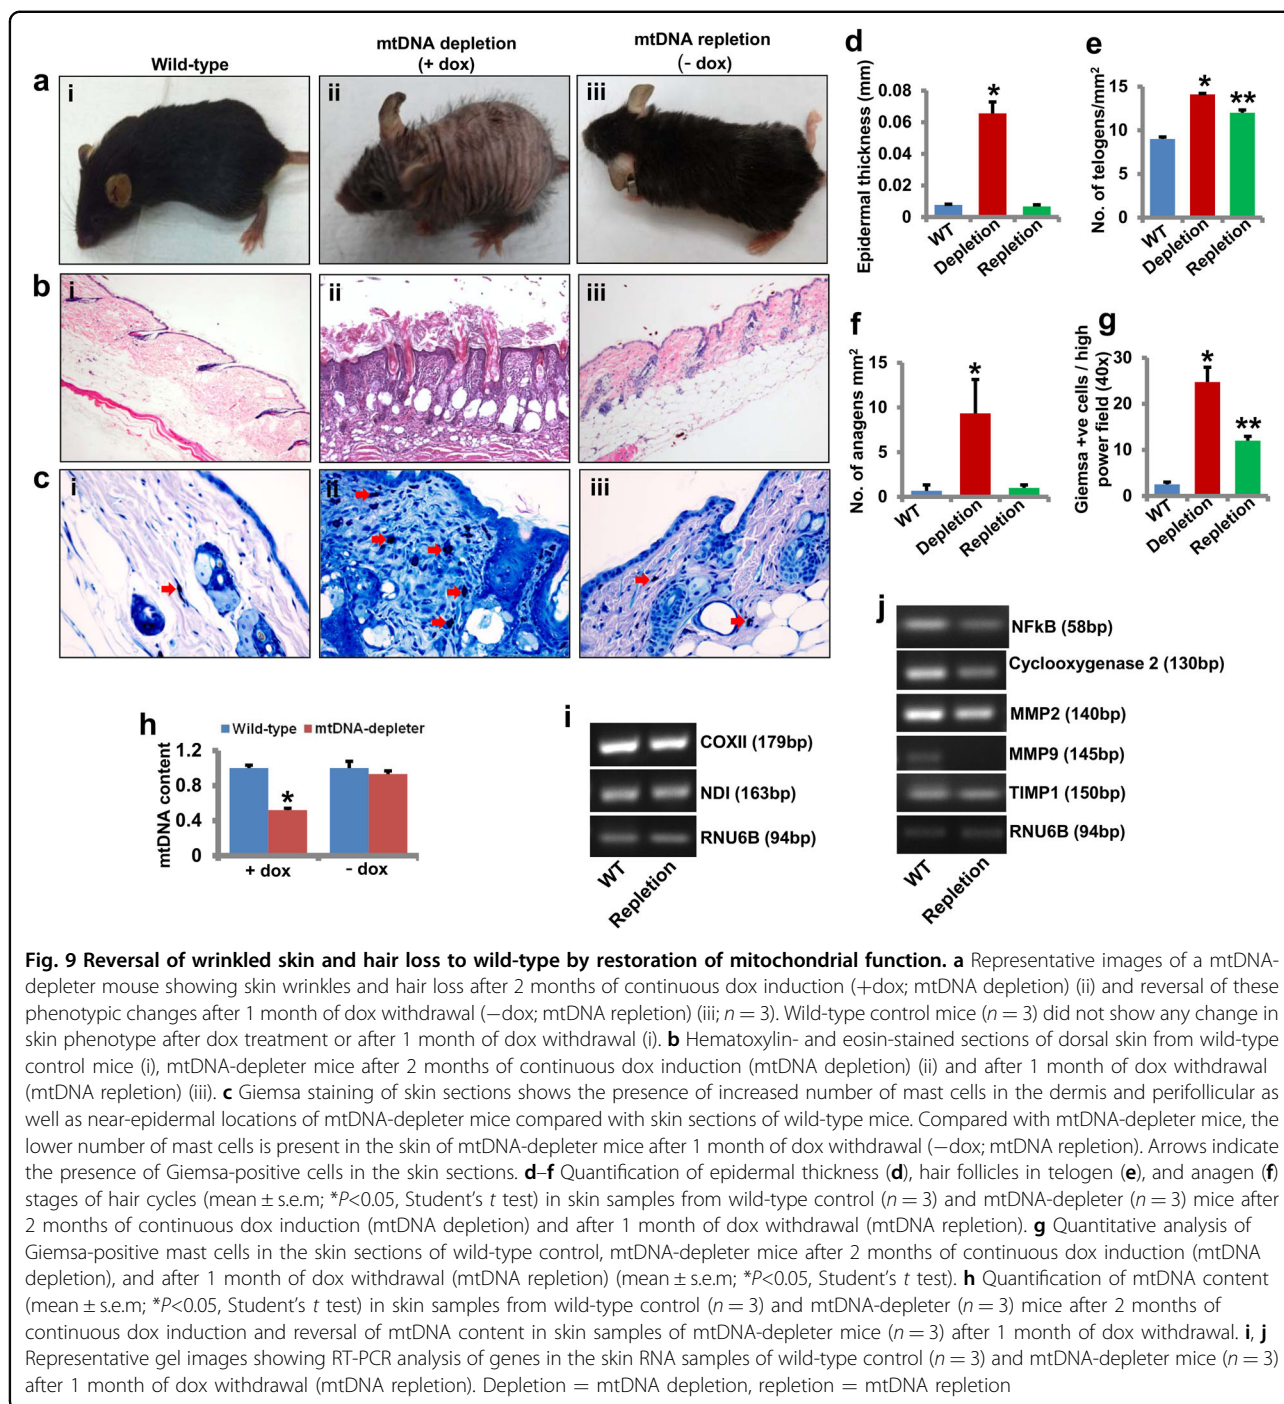 Wild-type
mtDNA depletion
(+ dox)
mtDNA repletion
(- dox)
a
i
ii
iii
b
i
ii
iii
c
i
ii
iii
d
Epidermal thickness (mm)
0.08
0.06
0.04
0.02
0
*
WT
Depletion
Repletion
e
No. of telogens/mm²
15
10
5
0
*
**
WT
Depletion
Repletion
f
No. of anagens mm²
15
10
5
0
*
WT
Depletion
Repletion
g
Giemsa +ve cells / high
power field (40x)
30
20
10
0
*
**
WT
Depletion
Repletion
h
Wild-type
mtDNA-depleter
mtDNA content
1.2
0.8
0.4
0
*
+ dox
- dox
i
COXII (179bp)
NDI (163bp)
RNU6B (94bp)
WT
Repletion
j
NFkB (58bp)
Cyclooxygenase 2 (130bp)
MMP2 (140bp)
MMP9 (145bp)
TIMP1 (150bp)
RNU6B (94bp)
WT
Repletion
Fig. 9 Reversal of wrinkled skin and hair loss to wild-type by restoration of mitochondrial function. a Representative images of a mtDNA-
depleter mouse showing skin wrinkles and hair loss after 2 months of continuous dox induction (+dox; mtDNA depletion) (ii) and reversal of these
phenotypic changes after 1 month of dox withdrawal (−dox; mtDNA repletion) (iii; n = 3). Wild-type control mice (n = 3) did not show any change in
skin phenotype after dox treatment or after 1 month of dox withdrawal (i). b Hematoxylin- and eosin-stained sections of dorsal skin from wild-type
control mice (i), mtDNA-depleter mice after 2 months of continuous dox induction (mtDNA depletion) (ii) and after 1 month of dox withdrawal
(mtDNA repletion) (iii). c Giemsa staining of skin sections shows the presence of increased number of mast cells in the dermis and perifollicular as
well as near-epidermal locations of mtDNA-depleter mice compared with skin sections of wild-type mice. Compared with mtDNA-depleter mice, the
lower number of mast cells is present in the skin of mtDNA-depleter mice after 1 month of dox withdrawal (−dox; mtDNA repletion). Arrows indicate
the presence of Giemsa-positive cells in the skin sections. d–f Quantification of epidermal thickness (d), hair follicles in telogen (e), and anagen (f)
stages of hair cycles (mean ± s.e.m; *P<0.05, Student's t test) in skin samples from wild-type control (n = 3) and mtDNA-depleter (n = 3) mice after
2 months of continuous dox induction (mtDNA depletion) and after 1 month of dox withdrawal (mtDNA repletion). g Quantitative analysis of
Giemsa-positive mast cells in the skin sections of wild-type control, mtDNA-depleter mice after 2 months of continuous dox induction (mtDNA
depletion), and after 1 month of dox withdrawal (mtDNA repletion) (mean ± s.e.m; *P<0.05, Student's t test). h Quantification of mtDNA content
(mean ± s.e.m; *P<0.05, Student's t test) in skin samples from wild-type control (n = 3) and mtDNA-depleter (n = 3) mice after 2 months of
continuous dox induction and reversal of mtDNA content in skin samples of mtDNA-depleter mice (n = 3) after 1 month of dox withdrawal. i, j
Representative gel images showing RT-PCR analysis of genes in the skin RNA samples of wild-type control (n = 3) and mtDNA-depleter mice (n = 3)
after 1 month of dox withdrawal (mtDNA repletion). Depletion = mtDNA depletion, repletion = mtDNA repletion